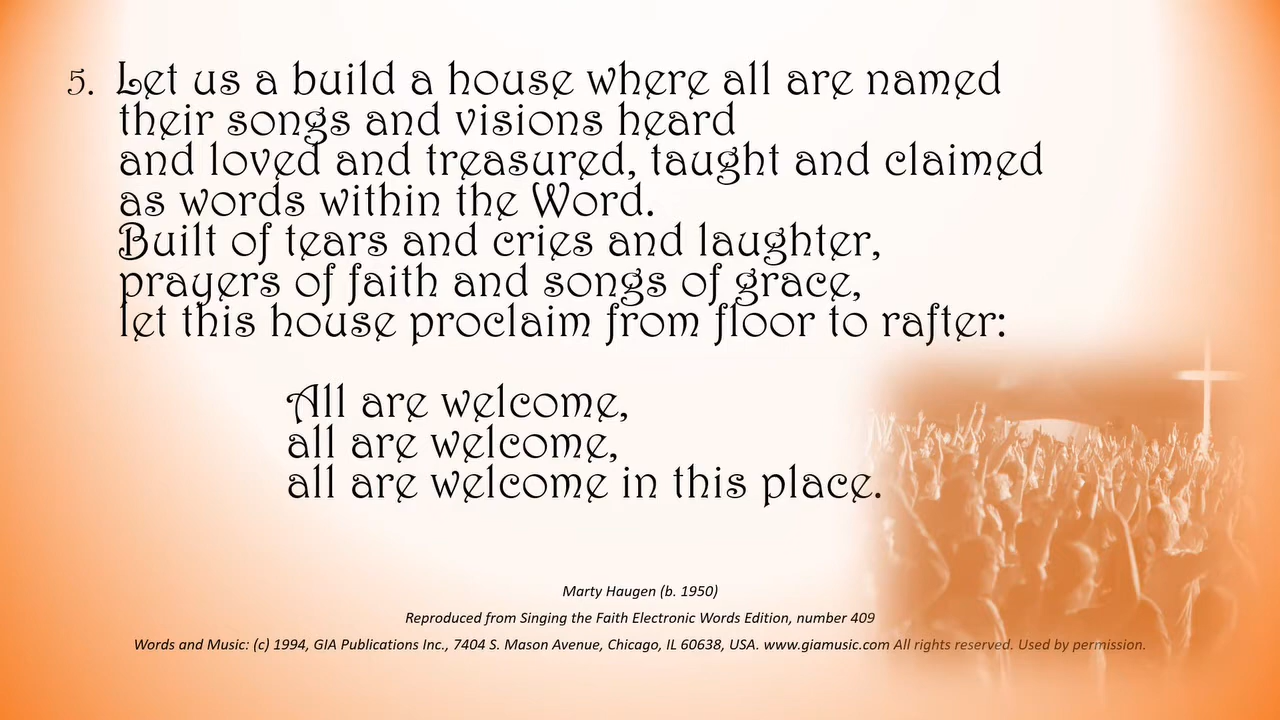 5. Let us a build a house where all are named
their songs and visions heard
and loved and treasured, taught and claimed
as words within the Word.
Built of tears and cries and laughter,
prayers of faith and songs of grace,
let this house proclaim from floor to rafter:
All are welcome,
all are welcome,
all are welcome in this place.
Marty Haugen (b. 1950)
Reproduced from Singing the Faith Electronic Words Edition, number 409
Words and Music: (c) 1994, GIA Publications Inc., 7404 S. Mason Avenue, Chicago, IL 60638, USA. www.giamusic.com All rights reserved. Used by permission.